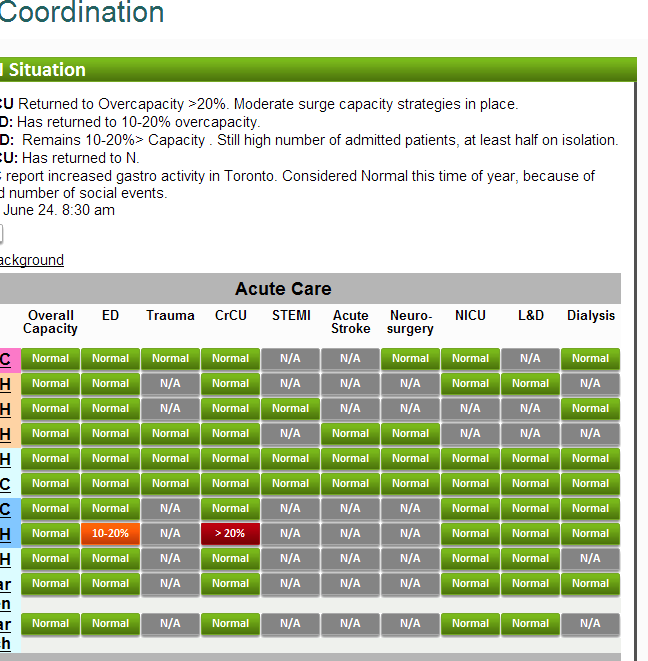 Coordination
Situation
CU Returned to Overcapacity >20%. Moderate surge capacity strategies in place.
D: Has returned to 10-20% overcapacity.
D: Remains 10-20%> Capacity . Still high number of admitted patients, at least half on isolation.
CU: Has returned to N.
report increased gastro activity in Toronto. Considered Normal this time of year, because of
d number of social events.
June 24. 8:30 am
ackground
Acute Care
Overall Capacity ED Trauma CrCU STEMI Acute Stroke Neuro-surgery NICU L&D Dialysis
C Normal Normal Normal Normal N/A N/A Normal Normal N/A Normal
H Normal Normal N/A Normal N/A N/A N/A Normal Normal N/A
H Normal Normal N/A Normal Normal N/A N/A N/A N/A Normal
H Normal Normal Normal Normal N/A Normal Normal N/A N/A N/A
H Normal Normal Normal Normal Normal Normal Normal Normal Normal Normal
C Normal Normal Normal Normal Normal Normal Normal Normal Normal Normal
C Normal Normal N/A Normal N/A N/A N/A Normal Normal Normal
H Normal 10-20% N/A > 20% N/A N/A N/A Normal Normal Normal
H Normal Normal N/A Normal N/A N/A N/A Normal Normal N/A
ar Normal Normal N/A Normal N/A N/A N/A Normal Normal Normal
en
ar Normal Normal N/A Normal N/A N/A N/A Normal Normal N/A
ch